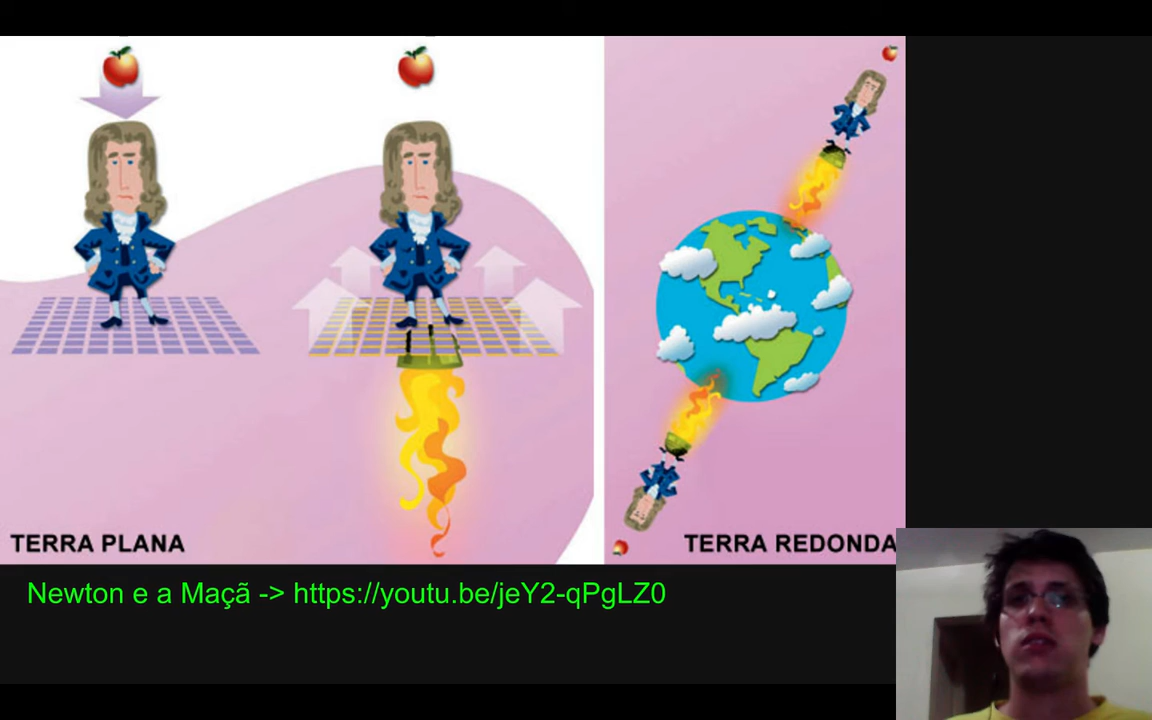 TERRA PLANA
TERRA REDONDA
Newton e a Maçã -> https://youtu.be/jeY2-qPgLZ0